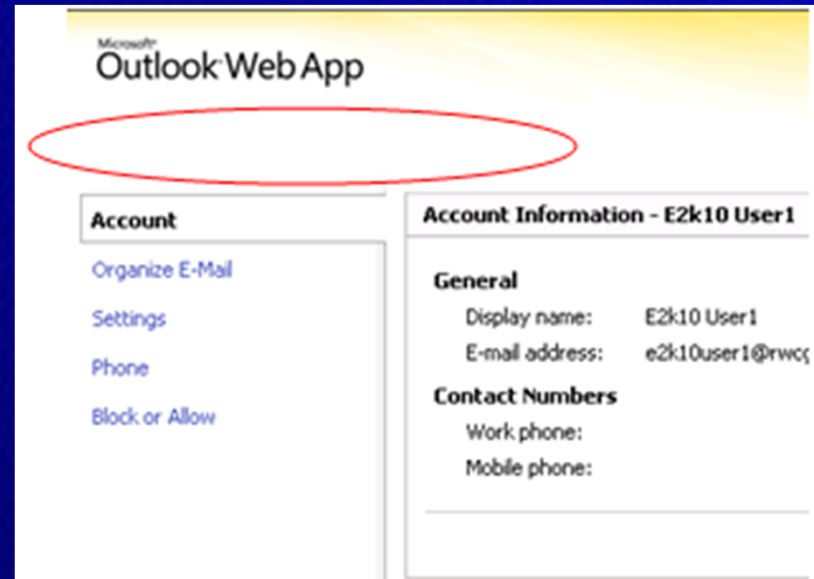 Microsoft®
Outlook Web App
Account
Organize E-Mail
Settings
Phone
Block or Allow
Account Information - E2k10 User1
General
Display name: E2k10 User1
E-mail address:
Contact Numbers
Work phone:
Mobile phone: